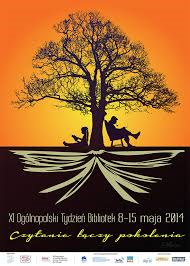 XI Ogólnopolski Tydzień Bibliotek 8-15 maja 2014
Czytanie łączy pokolenia